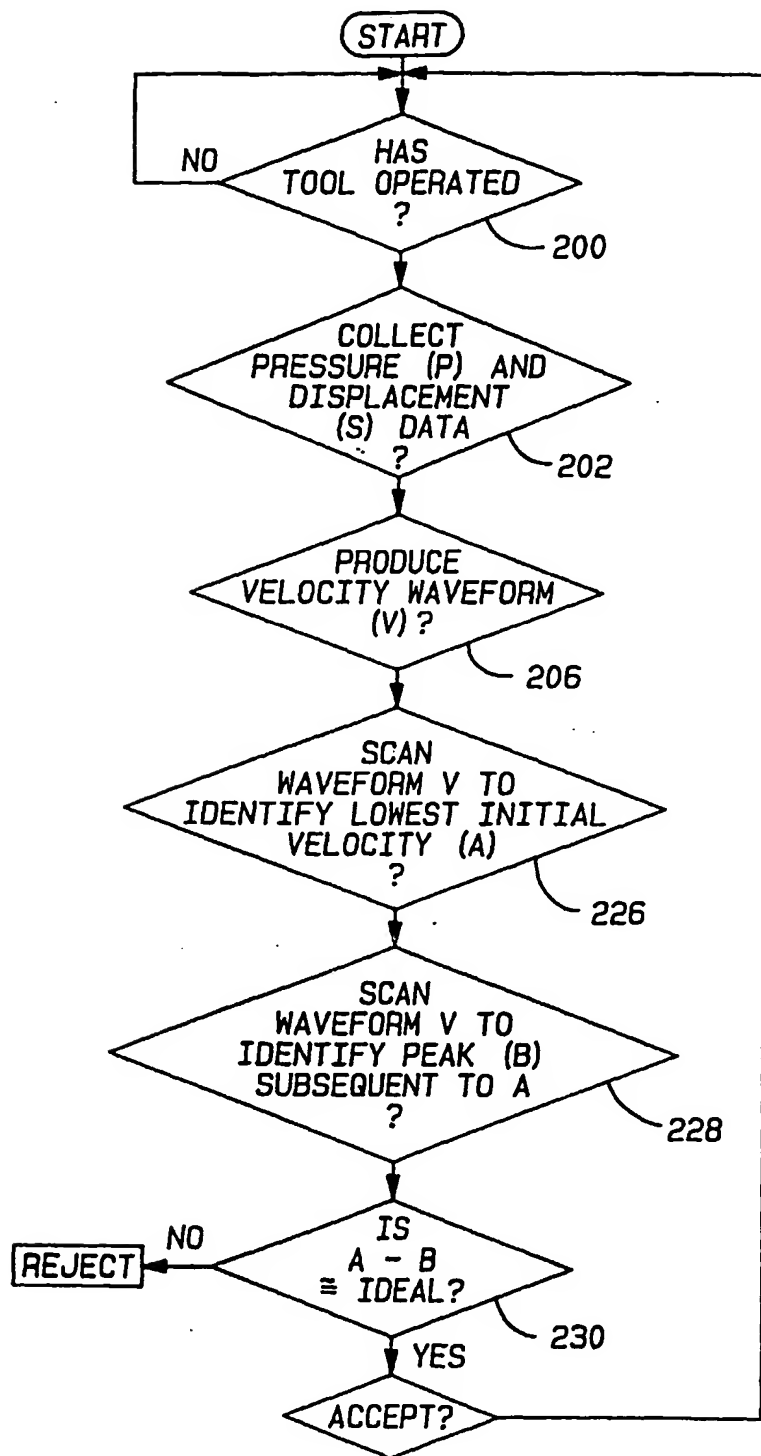 START
NO
HAS
TOOL OPERATED
?
200
COLLECT
PRESSURE (P) AND
DISPLACEMENT
(S) DATA
?
202
PRODUCE
VELOCITY WAVEFORM
(V)?
206
SCAN
WAVEFORM V TO
IDENTIFY LOWEST INITIAL
VELOCITY (A)
?
226
SCAN
WAVEFORM V TO
IDENTIFY PEAK (B)
SUBSEQUENT TO A
?
228
REJECT
NO
IS
A - B
≅ IDEAL?
230
YES
ACCEPT?